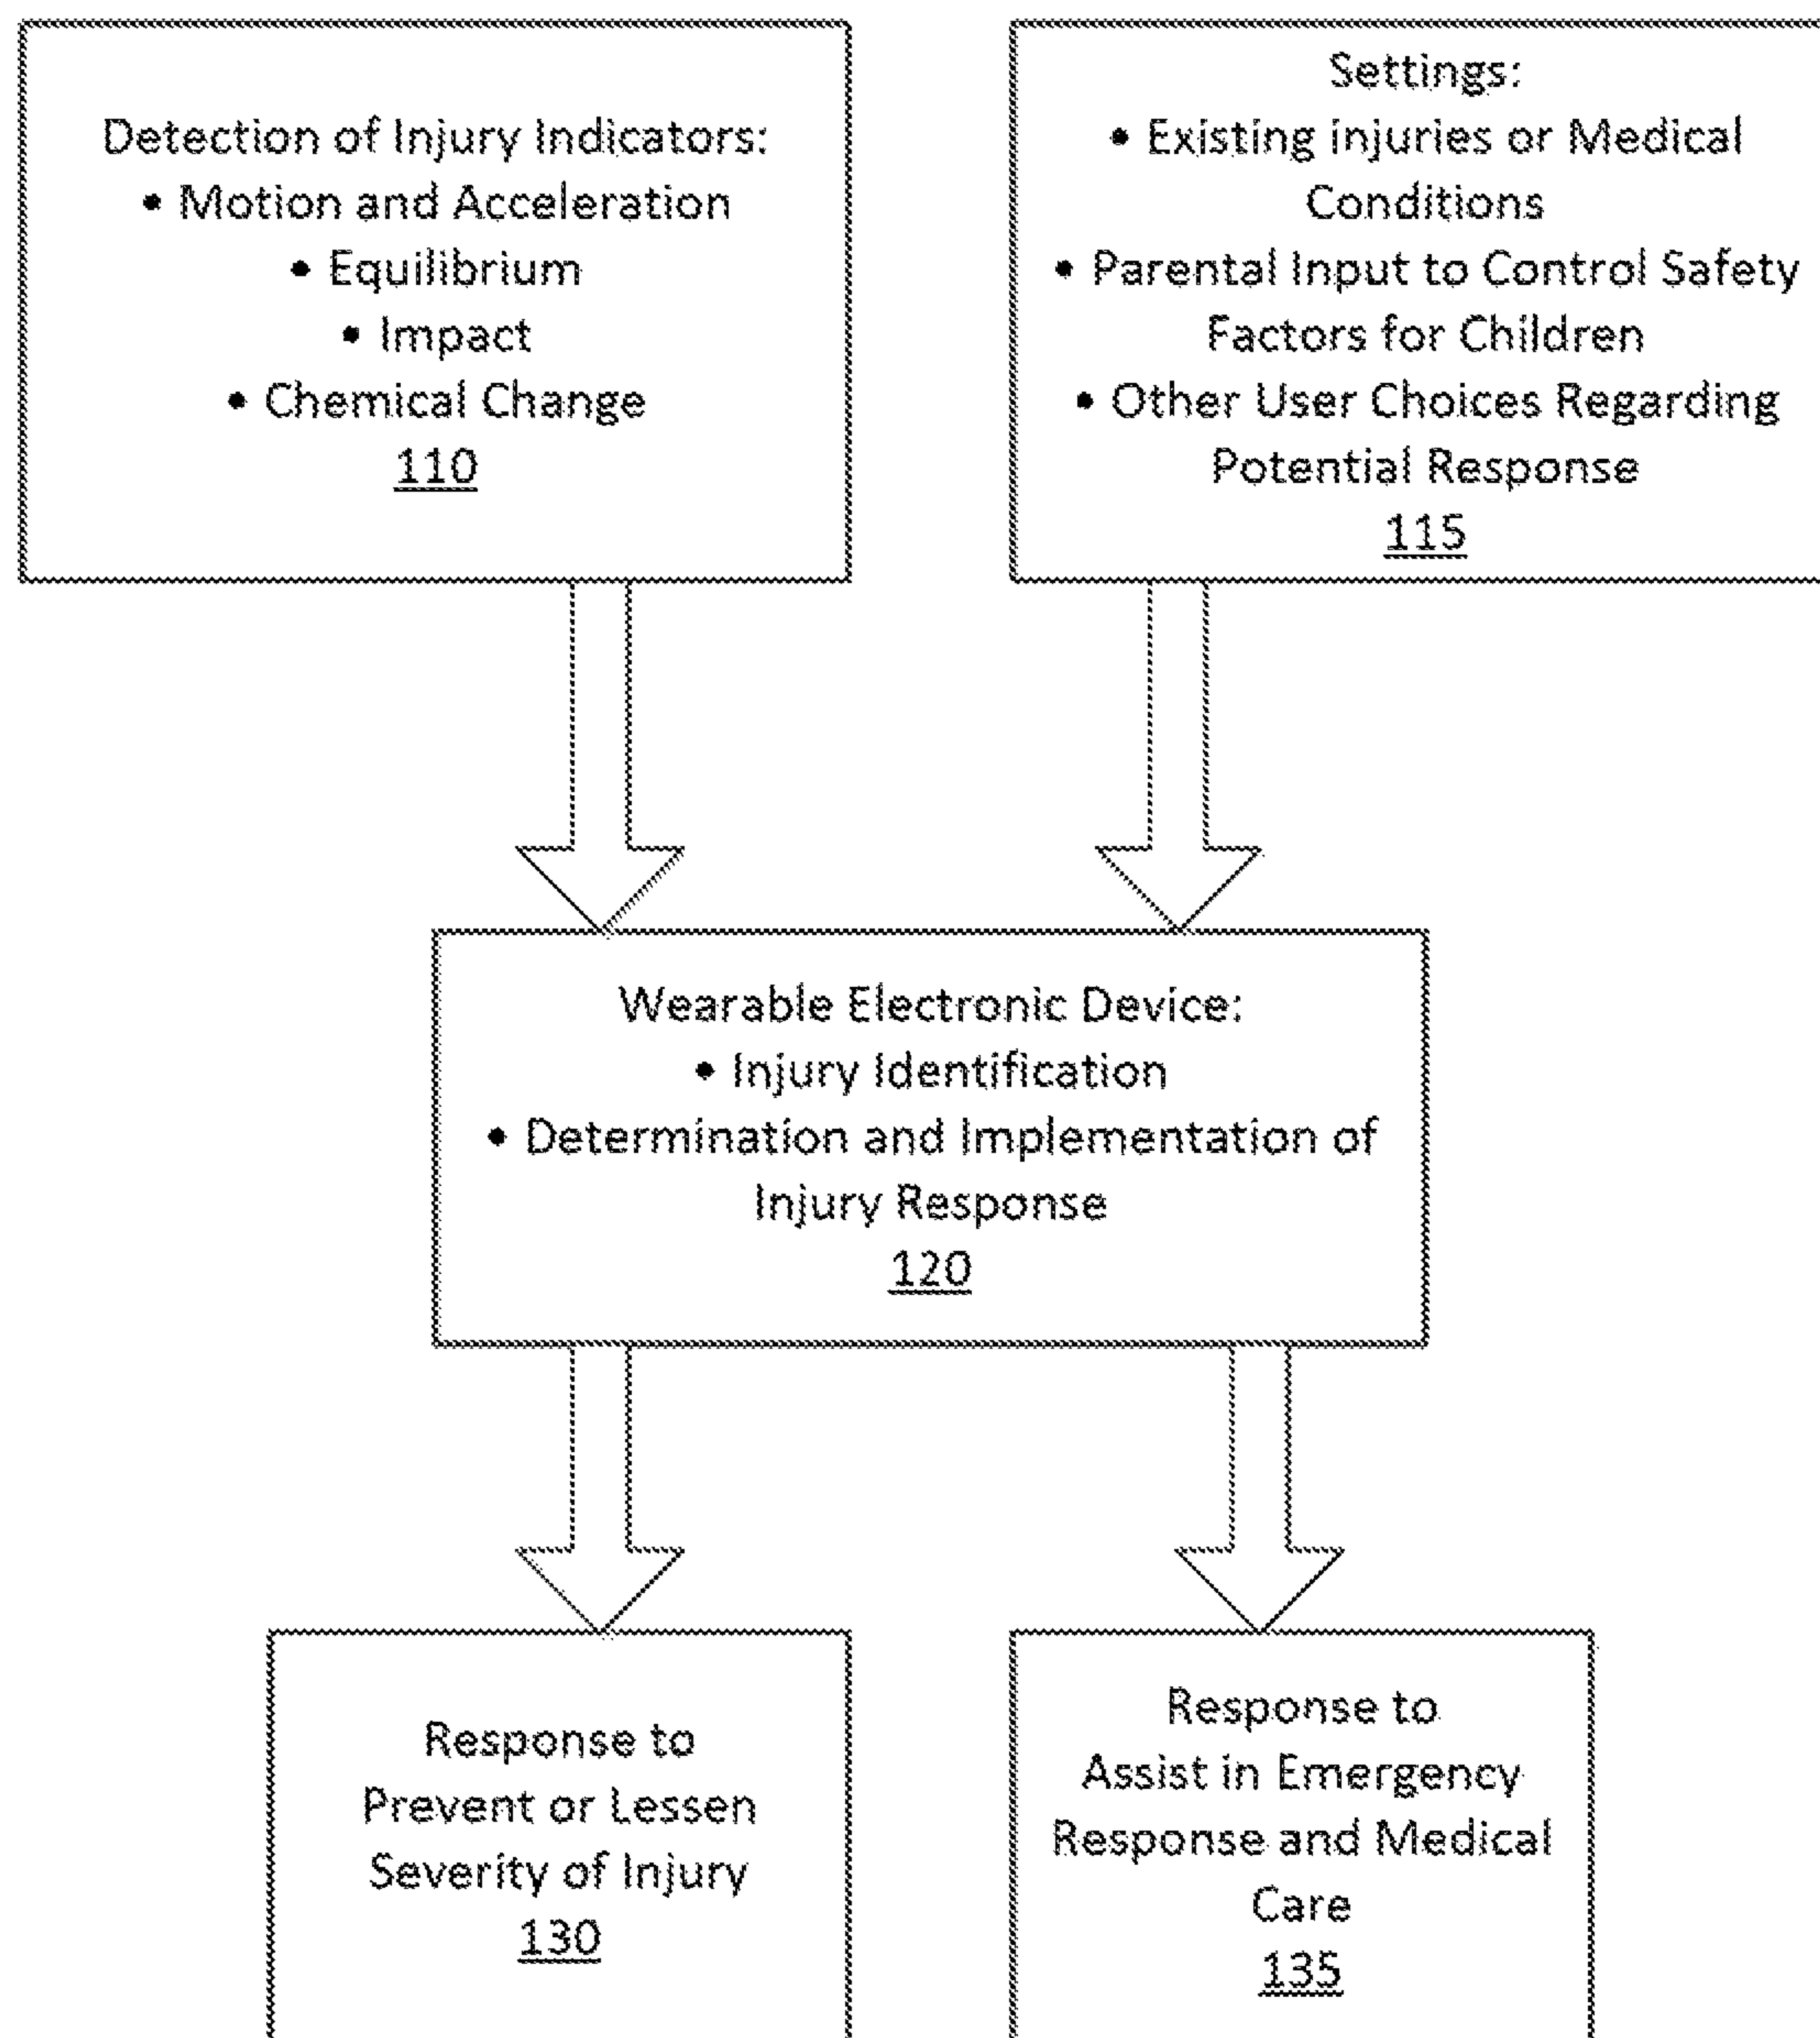 Detection of Injury Indicators:
• Motion and Acceleration
• Equilibrium
• Impact
• Chemical Change
110
Settings:
• Existing injuries or Medical
Conditions
• Parental Input to Control Safety
Factors for Children
• Other User Choices Regarding
Potential Response
115
Wearable Electronic Device:
• Injury Identification
• Determination and Implementation of
Injury Response
120
Response to
Prevent or Lessen
Severity of Injury
130
Response to
Assist in Emergency
Response and Medical
Care
135